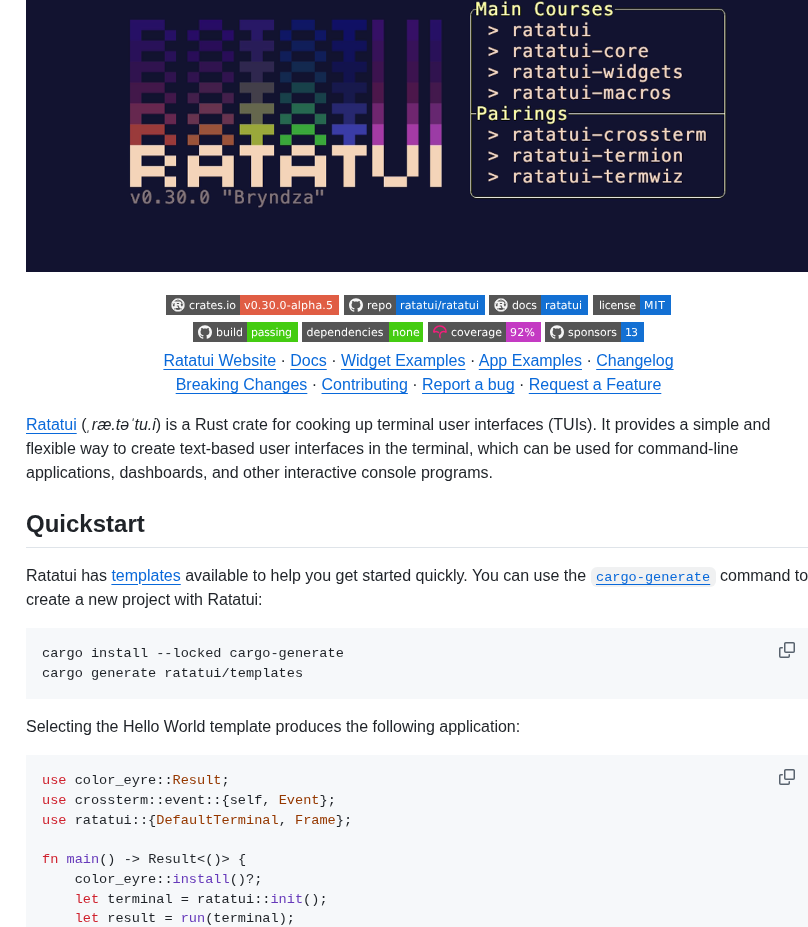 RATATUI
v0.30.0 "Bryndza"
Main Courses
> ratatui
> ratatui-core
> ratatui-widgets
> ratatui-macros
Pairings
> ratatui-crossterm
> ratatui-termion
> ratatui-termwiz
crates.io v0.30.0-alpha.5 repo ratatui/ratatui docs ratatui license MIT
build passing dependencies none coverage 92% sponsors 13
Ratatui Website · Docs · Widget Examples · App Examples · Changelog
Breaking Changes · Contributing · Report a bug · Request a Feature
Ratatui (ˌræ.təˈtu.i) is a Rust crate for cooking up terminal user interfaces (TUIs). It provides a simple and
flexible way to create text-based user interfaces in the terminal, which can be used for command-line
applications, dashboards, and other interactive console programs.
Quickstart
Ratatui has templates available to help you get started quickly. You can use the cargo-generate command to
create a new project with Ratatui:
cargo install --locked cargo-generate
cargo generate ratatui/templates
Selecting the Hello World template produces the following application:
use color_eyre::Result;
use crossterm::event::{self, Event};
use ratatui::{DefaultTerminal, Frame};
fn main() -> Result<()> {
    color_eyre::install()?;
    let terminal = ratatui::init();
    let result = run(terminal);